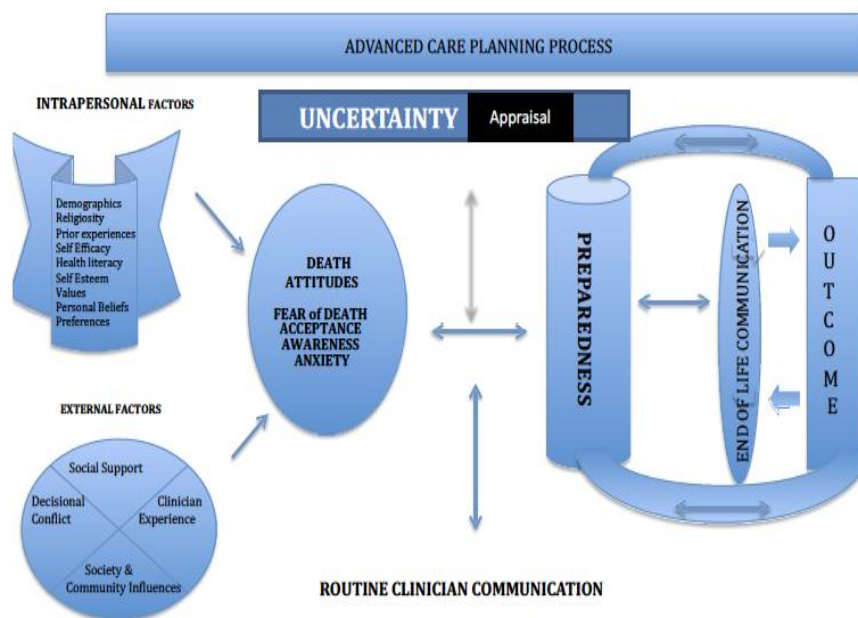 ADVANCED CARE PLANNING PROCESS
INTRAPERSONAL FACTORS
UNCERTAINTY
Appraisal
Demographics
Religiosity
Prior experiences
Self Efficacy
Health literacy
Self Esteem
Values
Personal Beliefs
Preferences
DEATH
ATTITUDES
FEAR of DEATH
ACCEPTANCE
AWARENESS
ANXIETY
PREPAREDNESS
END OF LIFE COMMUNICATION
OUTCOME
EXTERNAL FACTORS
Social Support
Decisional
Conflict
Clinician
Experience
Society &
Community Influences
ROUTINE CLINICIAN COMMUNICATION